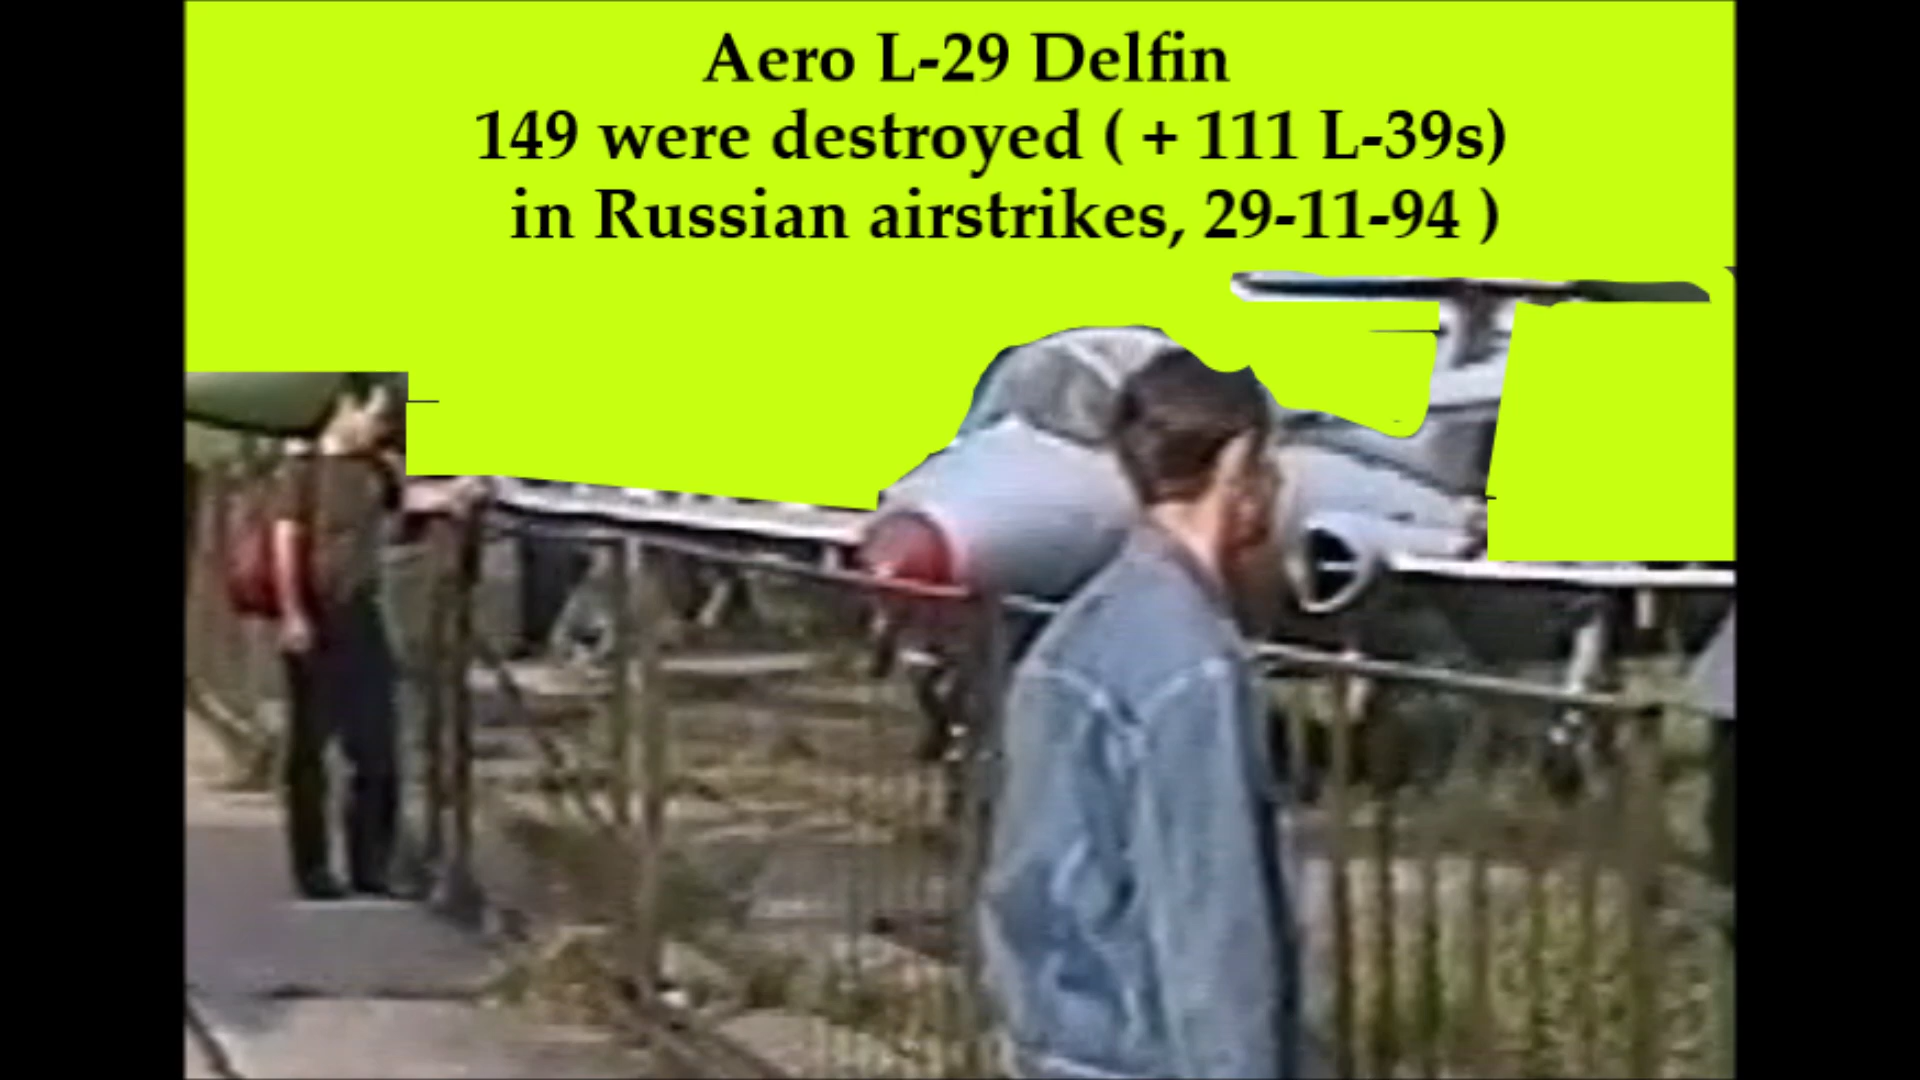 Aero L-29 Delfin
149 were destroyed ( + 111 L-39s)
in Russian airstrikes, 29-11-94 )